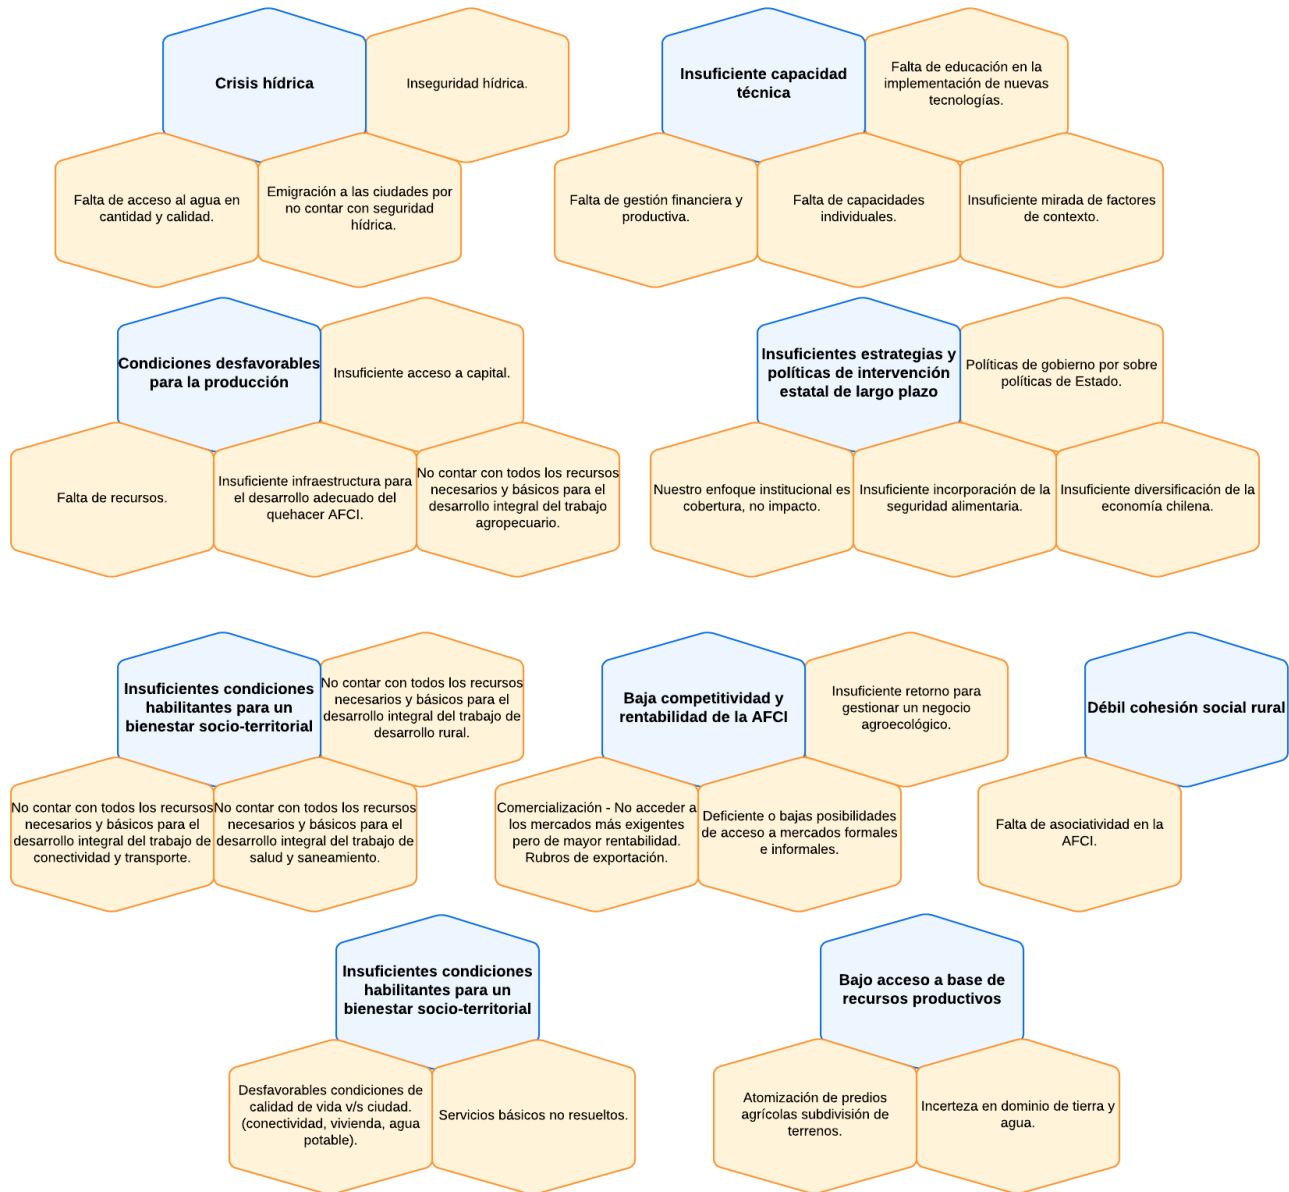 Crisis hídrica
Inseguridad hídrica.
Falta de acceso al agua en
cantidad y calidad.
Emigración a las ciudades por
no contar con seguridad
hídrica.
Insuficiente capacidad
técnica
Falta de educación en la
implementación de nuevas
tecnologías.
Falta de gestión financiera y
productiva.
Falta de capacidades
individuales.
Insuficiente mirada de factores
de contexto.
Condiciones desfavorables
para la producción
Insuficiente acceso a capital.
Falta de recursos.
Insuficiente infraestructura para
el desarrollo adecuado del
quehacer AFCI.
No contar con todos los recursos
necesarios y básicos para el
desarrollo integral del trabajo
agropecuario.
Insuficientes estrategias y
políticas de intervención
estatal de largo plazo
Políticas de gobierno por sobre
políticas de Estado.
Nuestro enfoque institucional es
cobertura, no impacto.
Insuficiente incorporación de la
seguridad alimentaria.
Insuficiente diversificación de la
economía chilena.
Insuficientes condiciones
habilitantes para un
bienestar socio-territorial
No contar con todos los recursos
necesarios y básicos para el
desarrollo integral del trabajo de
desarrollo rural.
No contar con todos los recursos
necesarios y básicos para el
desarrollo integral del trabajo de
conectividad y transporte.
No contar con todos los recursos
necesarios y básicos para el
desarrollo integral del trabajo de
salud y saneamiento.
Baja competitividad y
rentabilidad de la AFCI
Insuficiente retorno para
gestionar un negocio
agroecológico.
Comercialización - No acceder a
los mercados más exigentes
pero de mayor rentabilidad.
Rubros de exportación.
Deficiente o bajas posibilidades
de acceso a mercados formales
e informales.
Débil cohesión social rural
Falta de asociatividad en la
AFCI.
Insuficientes condiciones
habilitantes para un
bienestar socio-territorial
Desfavorables condiciones de
calidad de vida v/s ciudad.
(conectividad, vivienda, agua
potable).
Servicios básicos no resueltos.
Bajo acceso a base de
recursos productivos
Atomización de predios
agrícolas subdivisión de
terrenos.
Incerteza en dominio de tierra y
agua.